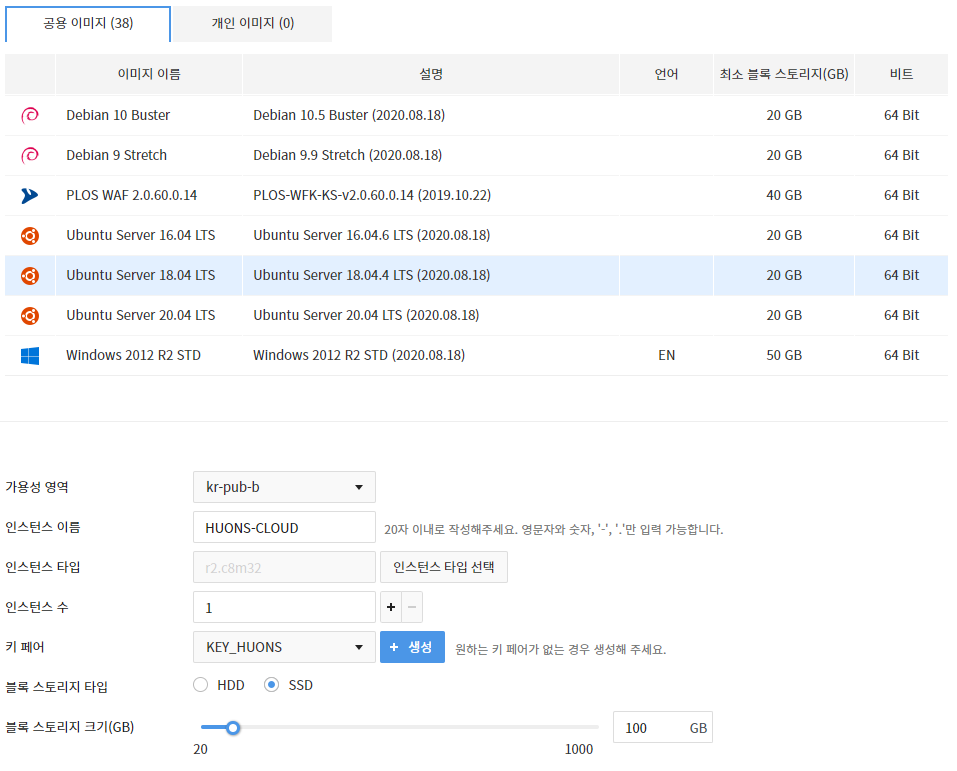 공용 이미지 (38) 개인 이미지 (0)
이미지 이름 설명 언어 최소 블록 스토리지(GB) 비트
Debian 10 Buster Debian 10.5 Buster (2020.08.18) 20 GB 64 Bit
Debian 9 Stretch Debian 9.9 Stretch (2020.08.18) 20 GB 64 Bit
PLOS WAF 2.0.60.0.14 PLOS-WFK-KS-v2.0.60.0.14 (2019.10.22) 40 GB 64 Bit
Ubuntu Server 16.04 LTS Ubuntu Server 16.04.6 LTS (2020.08.18) 20 GB 64 Bit
Ubuntu Server 18.04 LTS Ubuntu Server 18.04.4 LTS (2020.08.18) 20 GB 64 Bit
Ubuntu Server 20.04 LTS Ubuntu Server 20.04 LTS (2020.08.18) 20 GB 64 Bit
Windows 2012 R2 STD Windows 2012 R2 STD (2020.08.18) EN 50 GB 64 Bit
가용성 영역 kr-pub-b
인스턴스 이름 HUONS-CLOUD 20자 이내로 작성해주세요. 영문자와 숫자, '-', '.'만 입력 가능합니다.
인스턴스 타입 r2.c8m32 인스턴스 타입 선택
인스턴스 수 1 + −
키 페어 KEY_HUONS + 생성 원하는 키 페어가 없는 경우 생성해 주세요.
블록 스토리지 타입 HDD SSD
블록 스토리지 크기(GB) 100 GB
20 1000